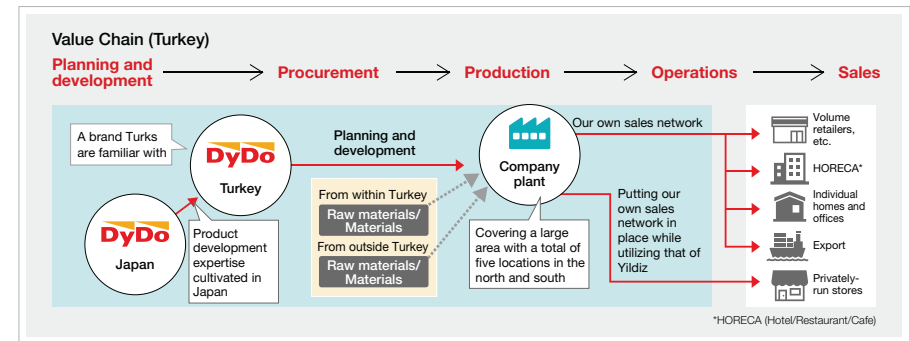 Value Chain (Turkey)
Planning and
development
Procurement
Production
Operations
Sales
A brand Turks
are familiar with
DyDo
Turkey
DyDo
Japan
Product
development
expertise
cultivated in
Japan
Planning and
development
From within Turkey
Raw materials/
Materials
From outside Turkey
Raw materials/
Materials
Company
plant
Covering a large
area with a total of
five locations in the
north and south
Our own sales network
Putting our
own sales
network in
place while
utilizing that of
Yildiz
Volume
retailers,
etc.
HORECA*
Individual
homes and
offices
Export
Privately-
run stores
*HORECA (Hotel/Restaurant/Cafe)